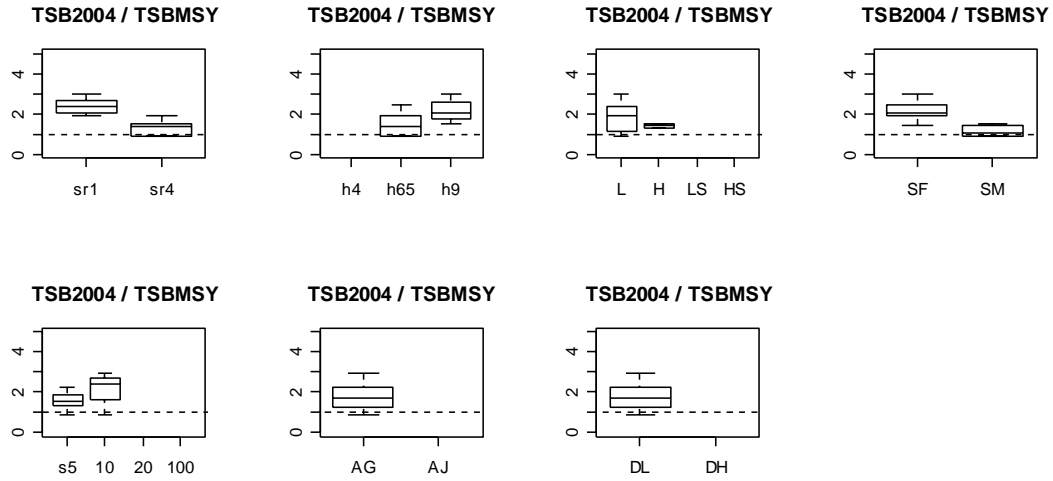 TSB2004 / TSBMSY TSB2004 / TSBMSY TSB2004 / TSBMSY TSB2004 / TSBMSY
4 4 4 4
2 2 2 2
0 0 0 0
sr1 sr4 h4 h65 h9 L H LS HS SF SM
TSB2004 / TSBMSY TSB2004 / TSBMSY TSB2004 / TSBMSY
4 4 4
2 2 2
0 0 0
s5 10 20 100 AG AJ DL DH